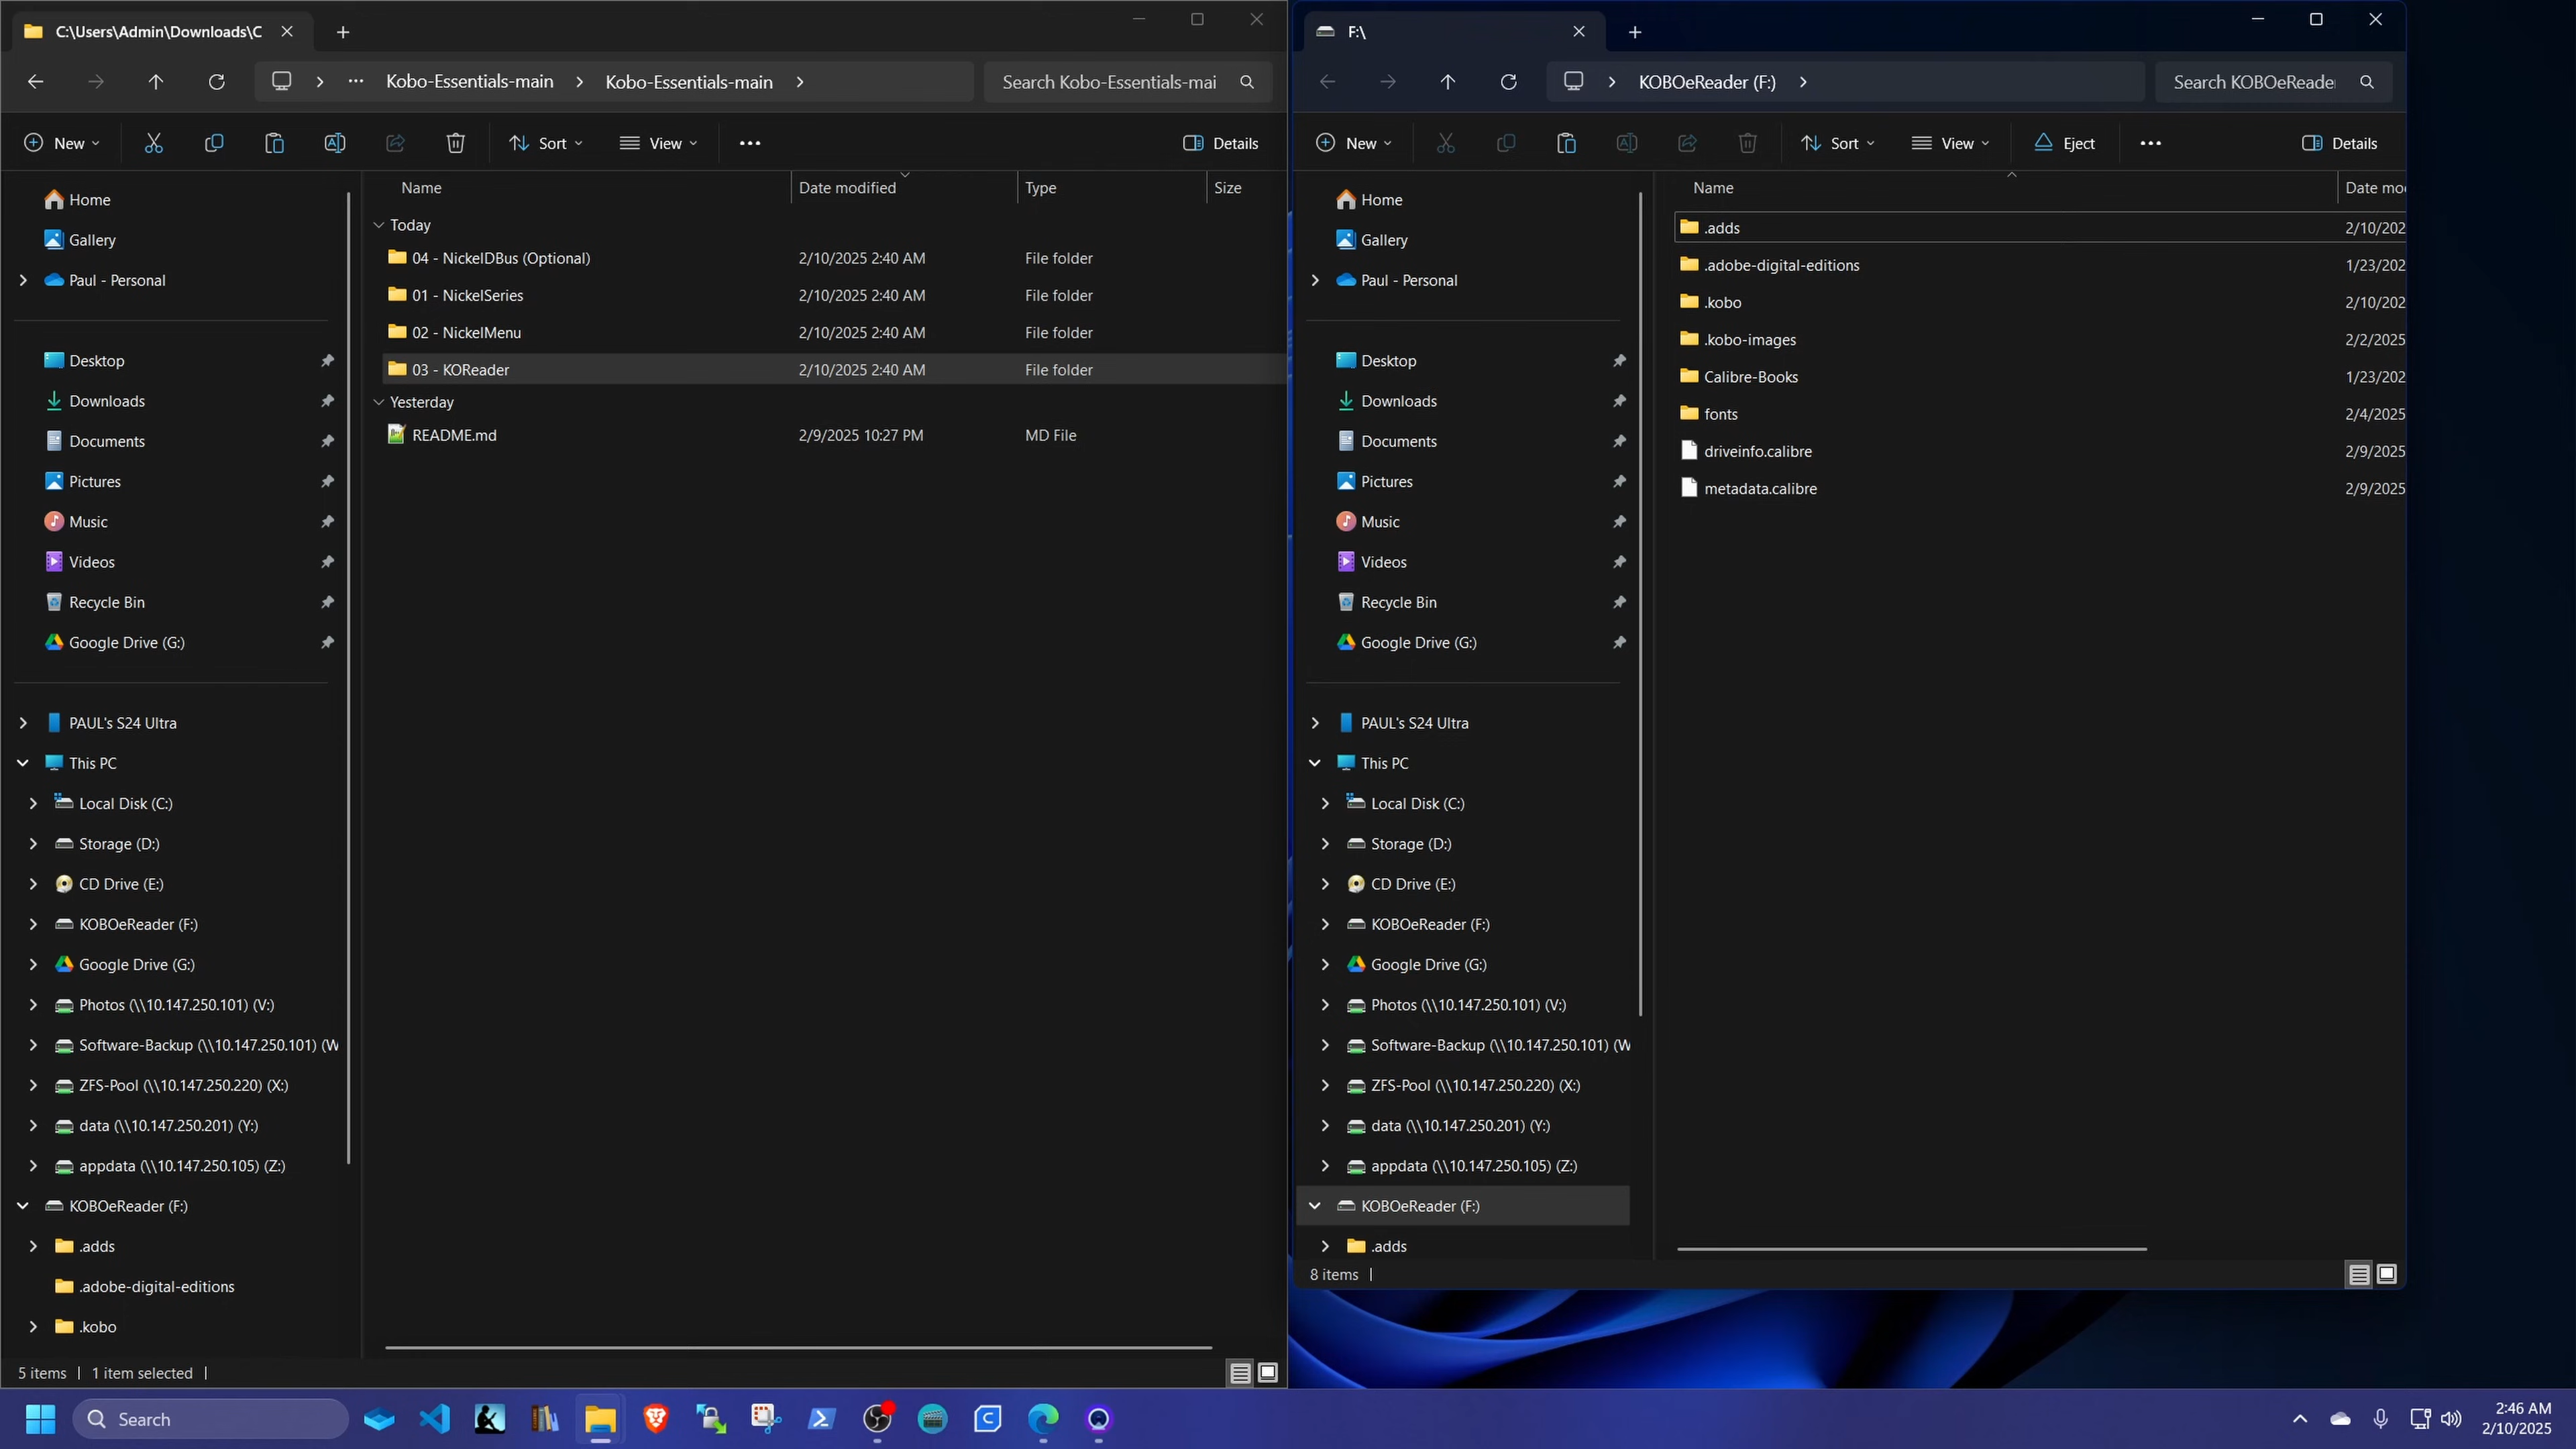 C:\Users\Admin\Downloads\C
Kobo-Essentials-main
Kobo-Essentials-main
Search Kobo-Essentials-mai
New
Sort
View
Details
Name
Date modified
Type
Size
Home
Gallery
Paul - Personal
Desktop
Downloads
Documents
Pictures
Music
Videos
Recycle Bin
Google Drive (G:)
PAUL's S24 Ultra
This PC
Local Disk (C:)
Storage (D:)
CD Drive (E:)
KOBOeReader (F:)
Google Drive (G:)
Photos (\\10.147.250.101) (V:)
Software-Backup (\\10.147.250.101) (W
ZFS-Pool (\\10.147.250.220) (X:)
data (\\10.147.250.201) (Y:)
appdata (\\10.147.250.105) (Z:)
KOBOeReader (F:)
.adds
.adobe-digital-editions
.kobo
Today
04 - NickelDBus (Optional) 2/10/2025 2:40 AM File folder
01 - NickelSeries 2/10/2025 2:40 AM File folder
02 - NickelMenu 2/10/2025 2:40 AM File folder
03 - KOReader 2/10/2025 2:40 AM File folder
Yesterday
README.md 2/9/2025 10:27 PM MD File
5 items 1 item selected
F:\
KOBOeReader (F:)
Search KOBOeReade
New
Sort
View
Eject
Details
Name
Date mo
Home
Gallery
Paul - Personal
Desktop
Downloads
Documents
Pictures
Music
Videos
Recycle Bin
Google Drive (G:)
PAUL's S24 Ultra
This PC
Local Disk (C:)
Storage (D:)
CD Drive (E:)
KOBOeReader (F:)
Google Drive (G:)
Photos (\\10.147.250.101) (V:)
Software-Backup (\\10.147.250.101) (W
ZFS-Pool (\\10.147.250.220) (X:)
data (\\10.147.250.201) (Y:)
appdata (\\10.147.250.105) (Z:)
KOBOeReader (F:)
.adds
.adds 2/10/202
.adobe-digital-editions 1/23/202
.kobo 2/10/202
.kobo-images 2/2/2025
Calibre-Books 1/23/202
fonts 2/4/2025
driveinfo.calibre 2/9/2025
metadata.calibre 2/9/2025
8 items
Search
2:46 AM
2/10/2025